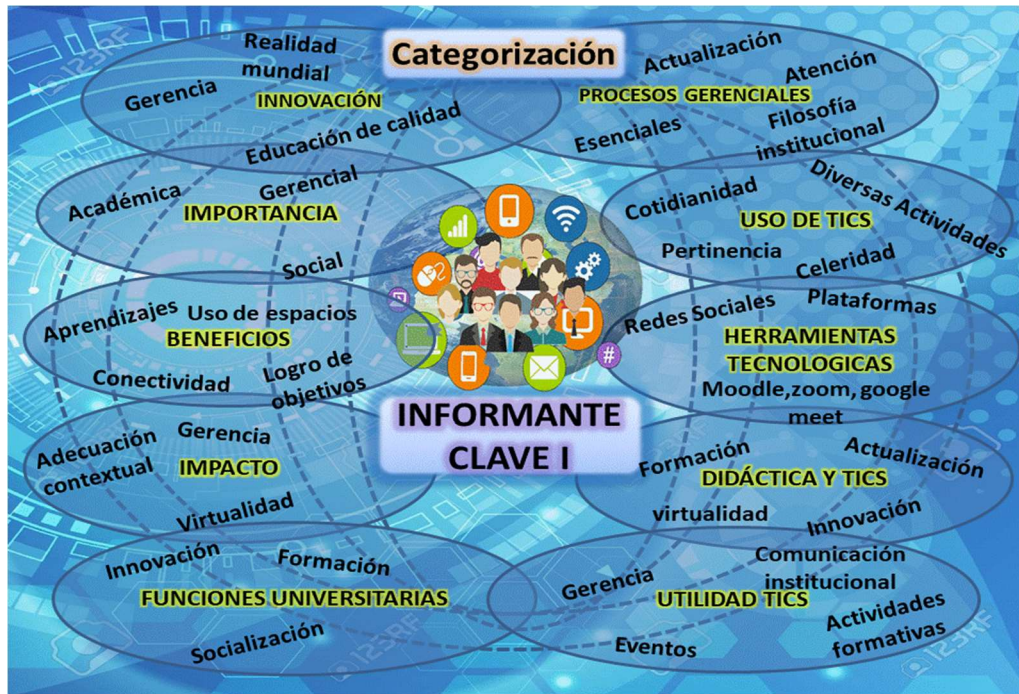 Categorización
Realidad
mundial
Gerencia
INNOVACIÓN
Educación de calidad
Actualización
Atención
PROCESOS GERENCIALES
Esenciales
Filosofía
institucional
Académica
Gerencial
IMPORTANCIA
Social
Cotidianidad
Diversas Actividades
USO DE TICS
Pertinencia
Celeridad
Aprendizajes
Uso de espacios
BENEFICIOS
Conectividad
Logro de
objetivos
Redes Sociales
Plataformas
HERRAMIENTAS
TECNOLOGICAS
Moodle,zoom, google
meet
INFORMANTE
CLAVE I
Adecuación
contextual
Gerencia
IMPACTO
Virtualidad
Formación
Actualización
DIDÁCTICA Y TICS
virtualidad
Innovación
Innovación
Formación
FUNCIONES UNIVERSITARIAS
Socialización
Gerencia
Comunicación
institucional
UTILIDAD TICS
Eventos
Actividades
formativas
#
123RF
123RF
123RF